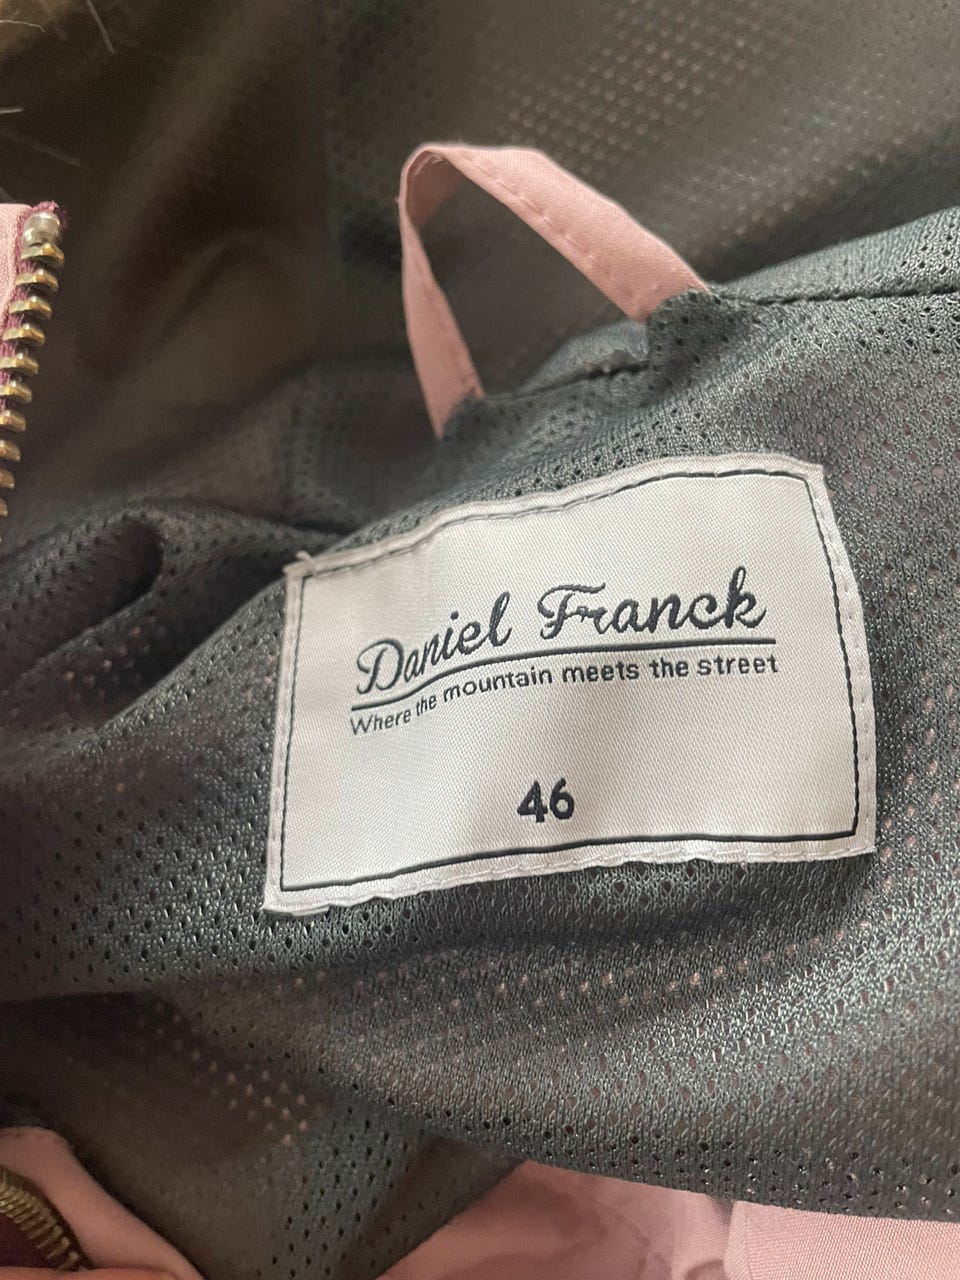 Daniel Franck
Where the mountain meets the street
46